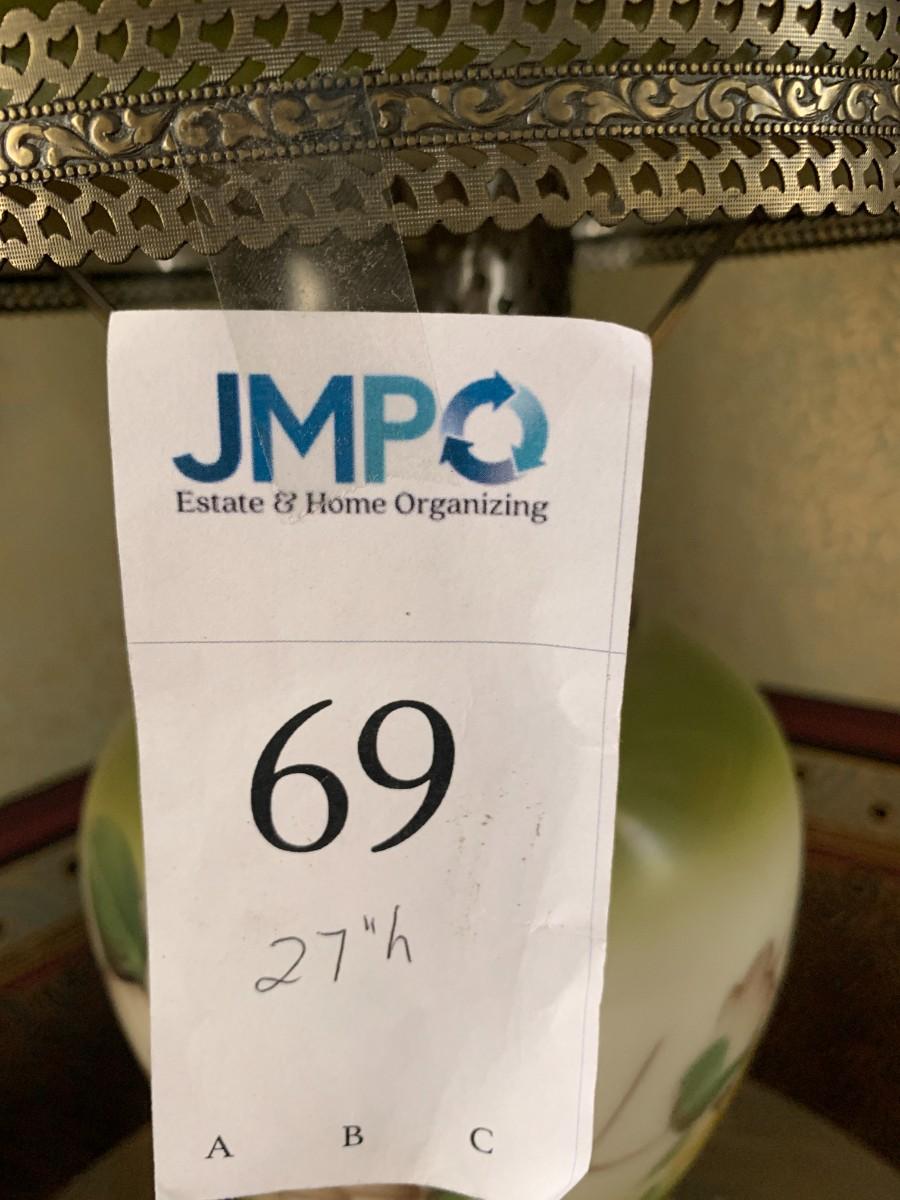 JMPO
Estate & Home Organizing
69
27"h
A B C